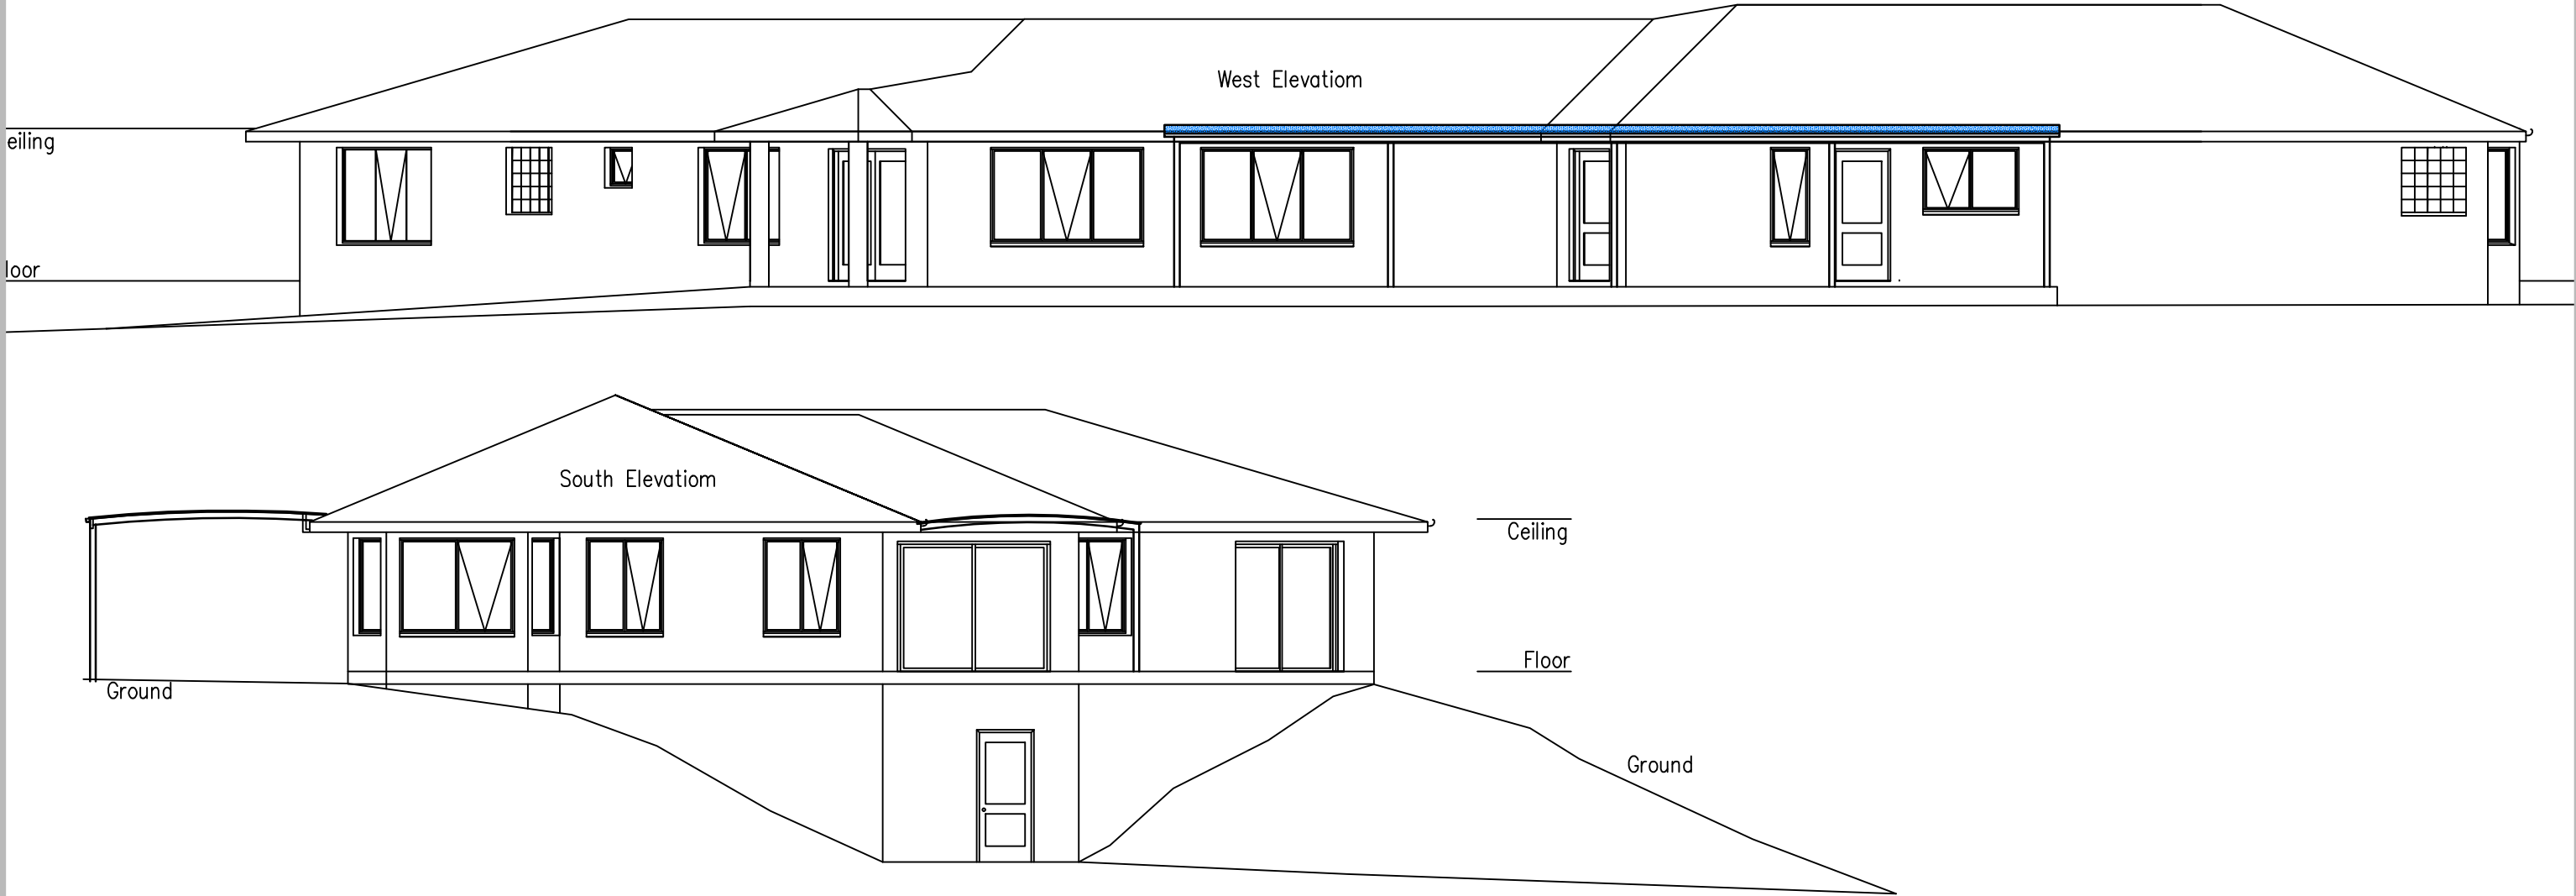 West Elevatiom
eiling
loor
South Elevatiom
Ceiling
Floor
Ground
Ground